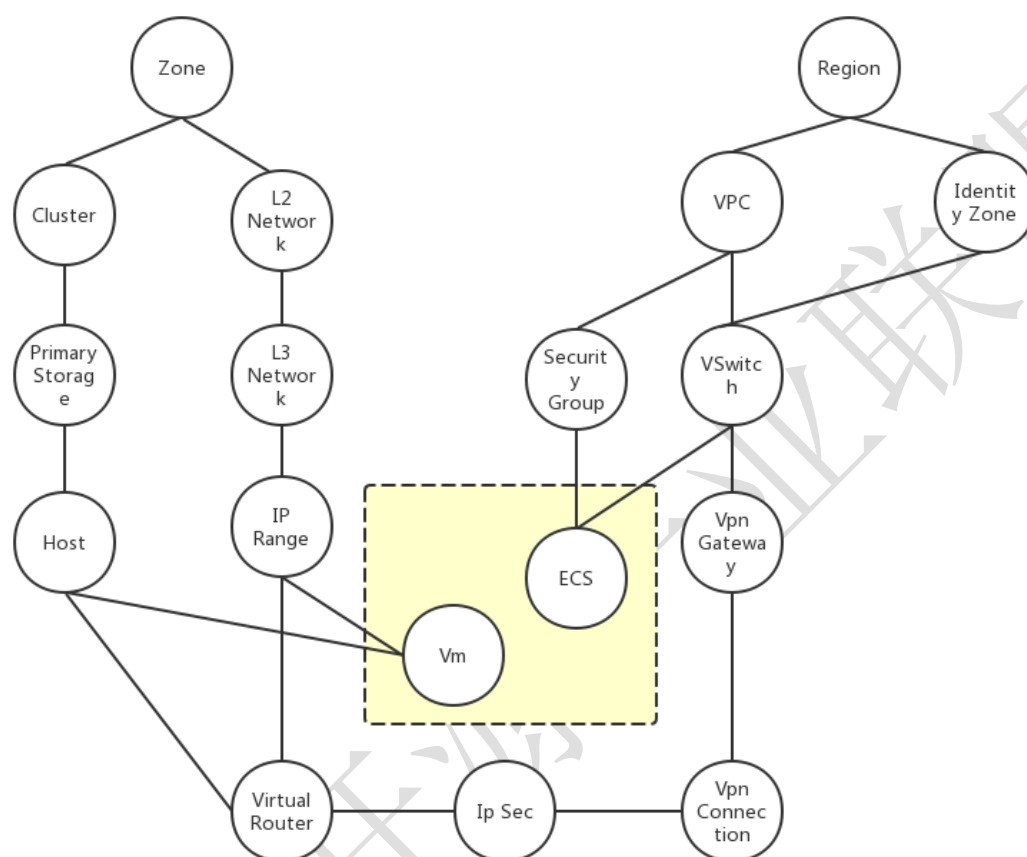 Zone
Region
Cluster
L2
Networ
k
VPC
Identit
y Zone
Primary
Storag
e
L3
Networ
k
Securit
y
Group
VSwitc
h
Host
IP
Range
ECS
Vpn
Gatewa
y
Vm
Virtual
Router
Ip Sec
Vpn
Connec
tion